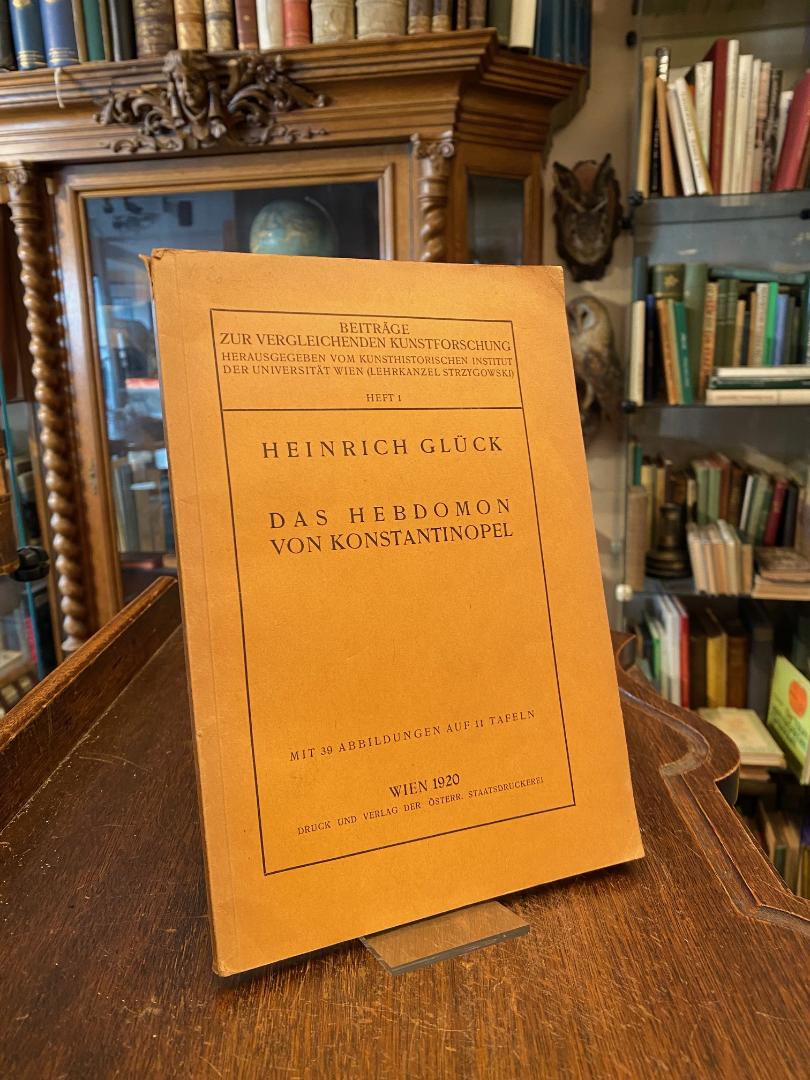 BEITRÄGE
ZUR VERGLEICHENDEN KUNSTFORSCHUNG
HERAUSGEGEBEN VOM KUNSTHISTORISCHEN INSTITUT
DER UNIVERSITÄT WIEN (LEHRKANZEL STRZYGOWSKI)
HEFT 1
HEINRICH GLÜCK
DAS HEBDOMON
VON KONSTANTINOPEL
MIT 39 ABBILDUNGEN AUF 11 TAFELN
WIEN 1920
DRUCK UND VERLAG DER ÖSTERR. STAATSDRUCKEREI